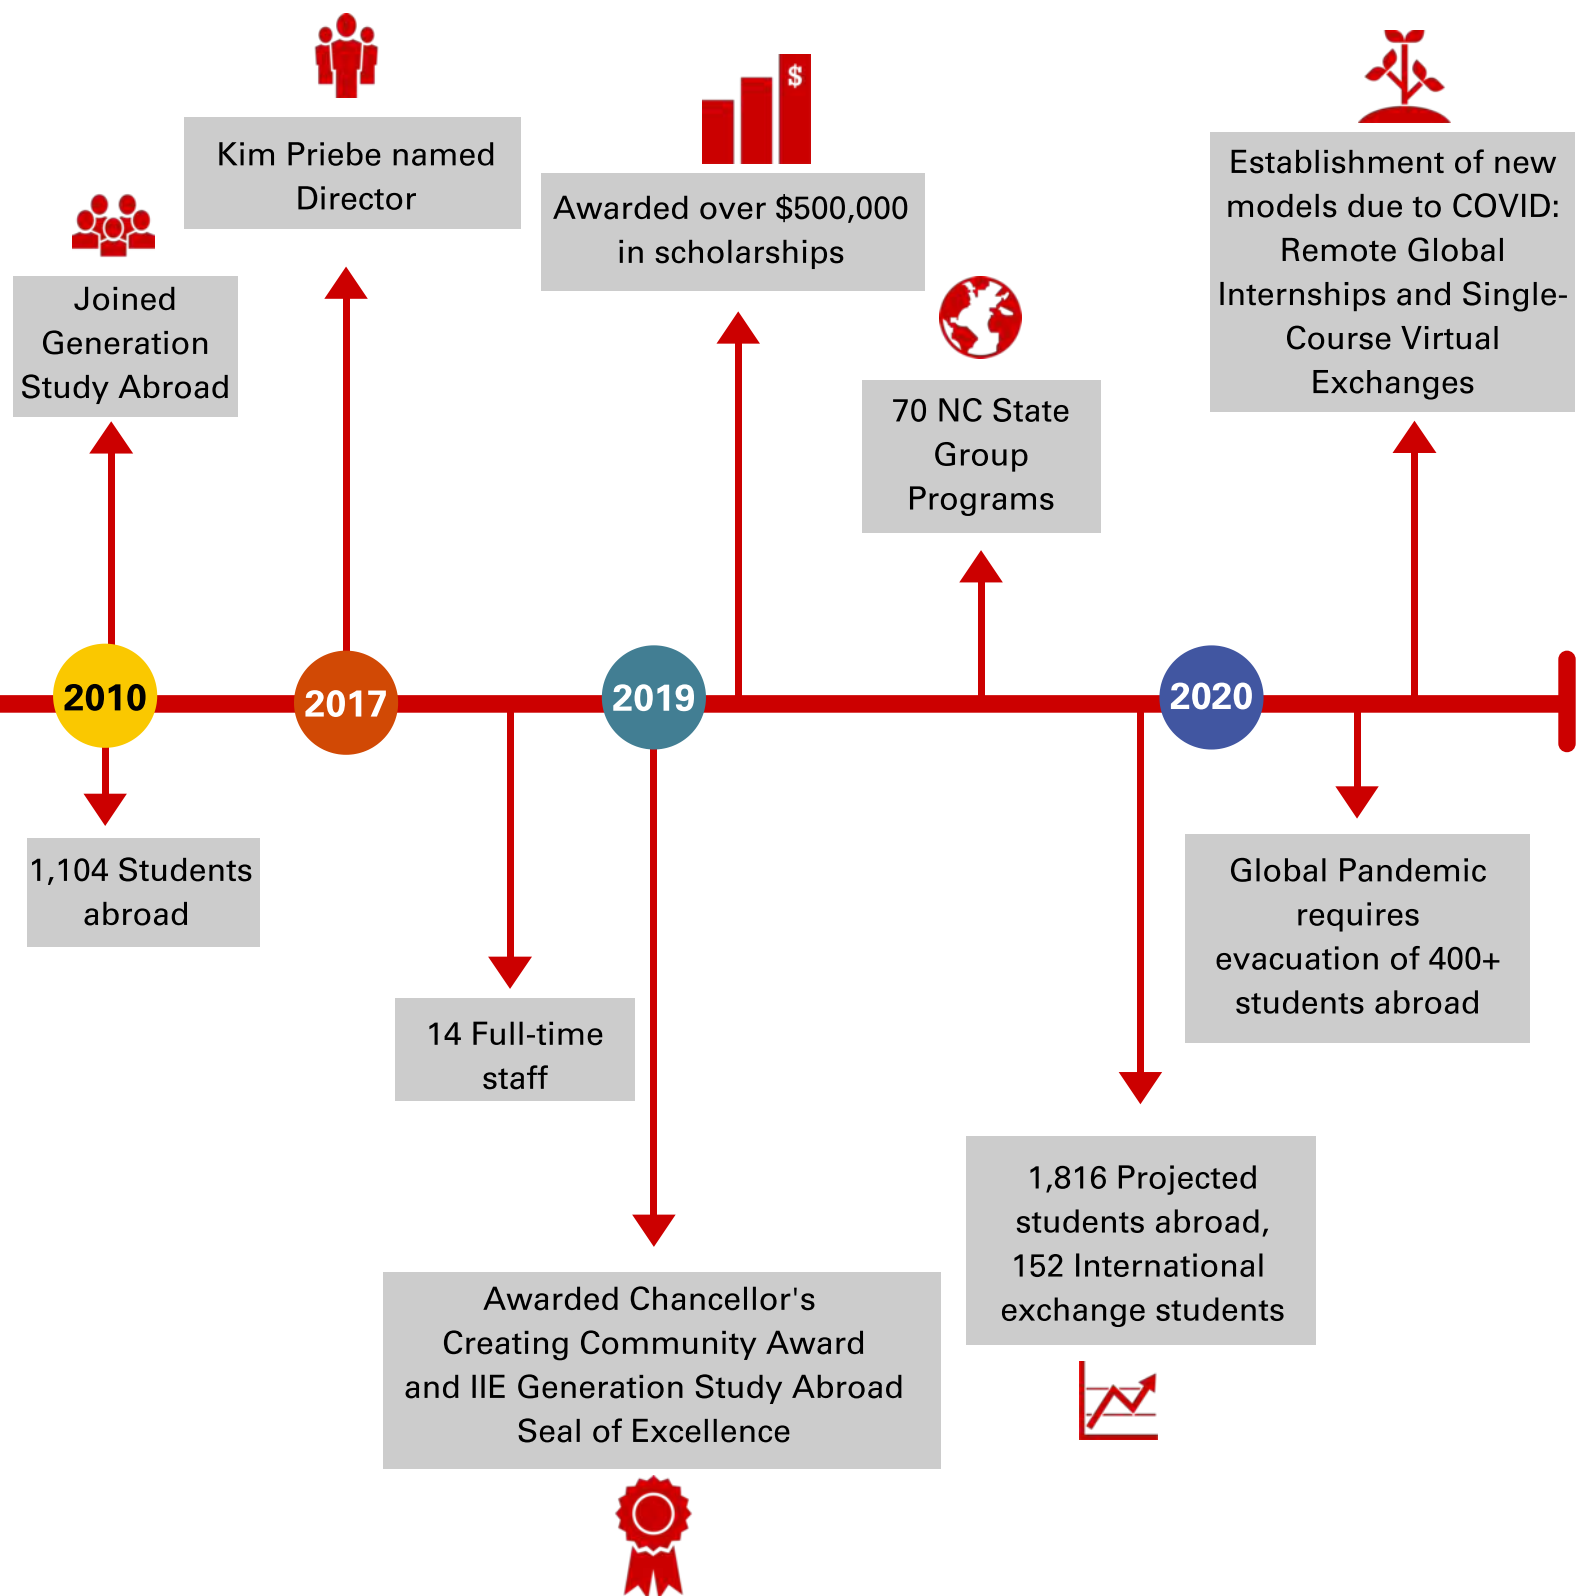 Kim Priebe named
Director
$
Awarded over $500,000
in scholarships
Establishment of new
models due to COVID:
Remote Global
Internships and Single-
Course Virtual
Exchanges
Joined
Generation
Study Abroad
70 NC State
Group
Programs
2010
2017
2019
2020
1,104 Students
abroad
Global Pandemic
requires
evacuation of 400+
students abroad
14 Full-time
staff
1,816 Projected
students abroad,
152 International
exchange students
Awarded Chancellor's
Creating Community Award
and IIE Generation Study Abroad
Seal of Excellence